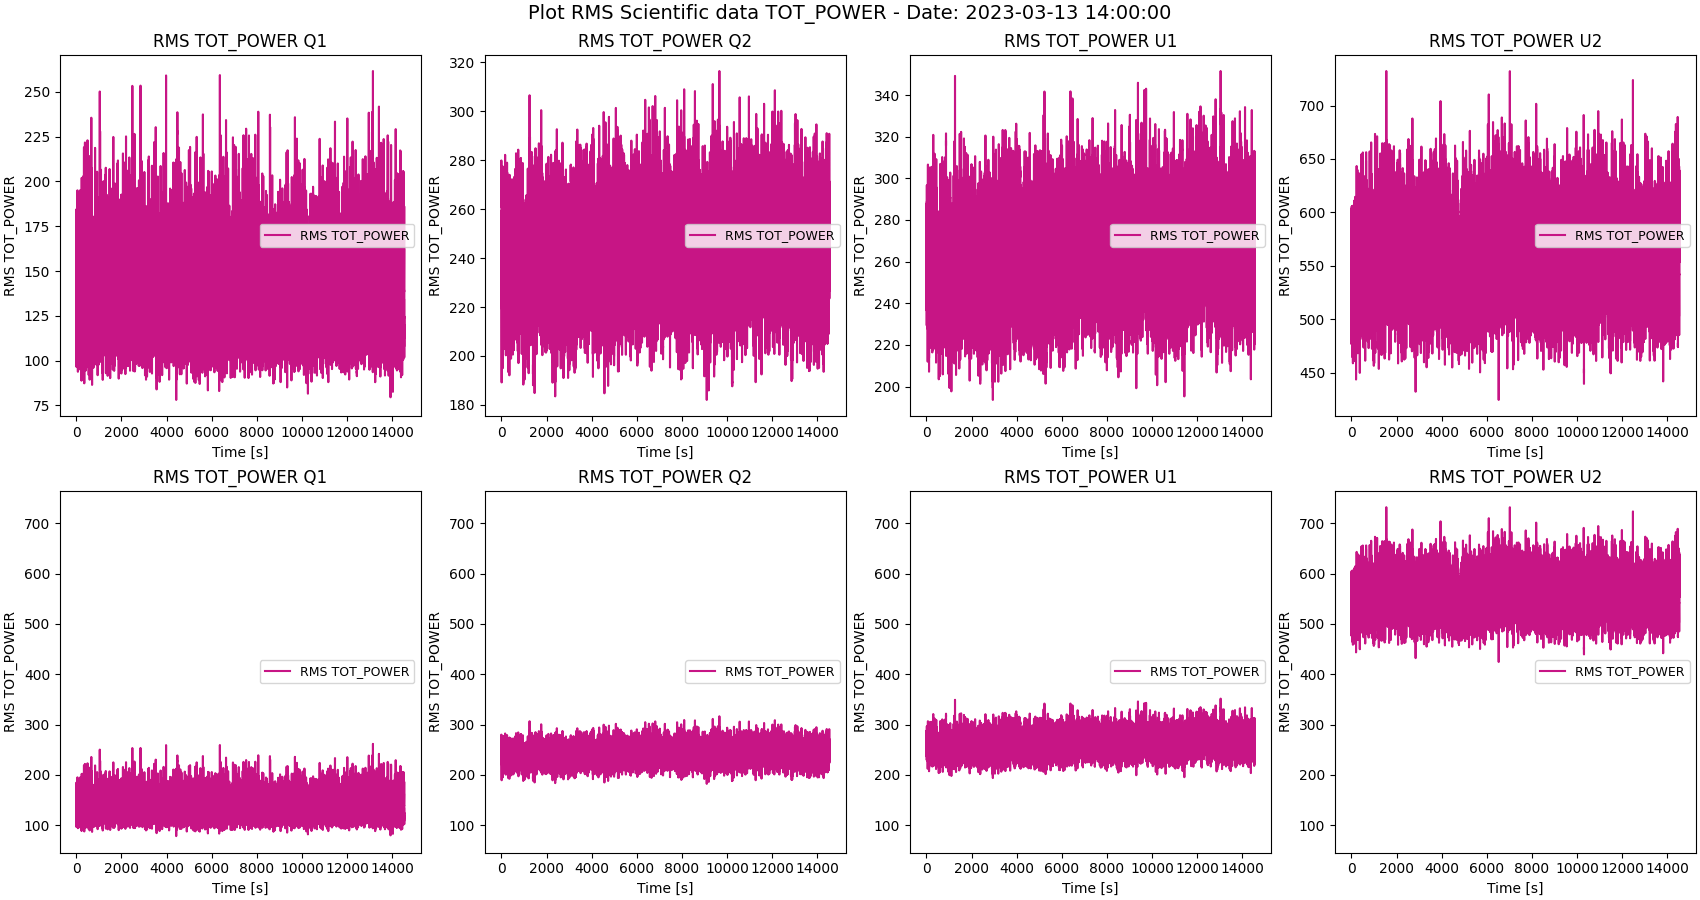 Plot RMS Scientific data TOT_POWER - Date: 2023-03-13 14:00:00
RMS TOT_POWER Q1
RMS TOT_POWER
250
225
200
175
150
125
100
75
RMS TOT_POWER
0 2000 4000 6000 8000 10000 12000 14000
Time [s]
RMS TOT_POWER Q2
RMS TOT_POWER
320
300
280
260
240
220
200
180
RMS TOT_POWER
0 2000 4000 6000 8000 10000 12000 14000
Time [s]
RMS TOT_POWER U1
RMS TOT_POWER
340
320
300
280
260
240
220
200
RMS TOT_POWER
0 2000 4000 6000 8000 10000 12000 14000
Time [s]
RMS TOT_POWER U2
RMS TOT_POWER
700
650
600
550
500
450
RMS TOT_POWER
0 2000 4000 6000 8000 10000 12000 14000
Time [s]
RMS TOT_POWER Q1
RMS TOT_POWER
700
600
500
400
300
200
100
RMS TOT_POWER
0 2000 4000 6000 8000 10000 12000 14000
Time [s]
RMS TOT_POWER Q2
RMS TOT_POWER
700
600
500
400
300
200
100
RMS TOT_POWER
0 2000 4000 6000 8000 10000 12000 14000
Time [s]
RMS TOT_POWER U1
RMS TOT_POWER
700
600
500
400
300
200
100
RMS TOT_POWER
0 2000 4000 6000 8000 10000 12000 14000
Time [s]
RMS TOT_POWER U2
RMS TOT_POWER
700
600
500
400
300
200
100
RMS TOT_POWER
0 2000 4000 6000 8000 10000 12000 14000
Time [s]